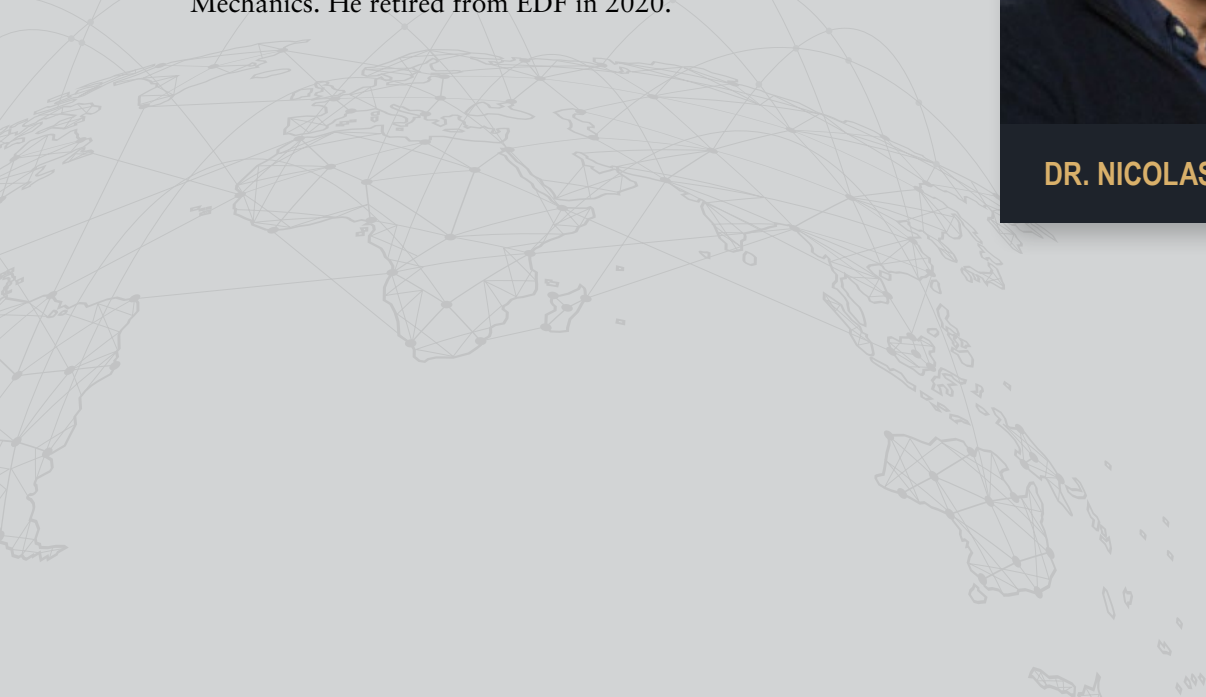 Mechanics. He retired from EDF in 2020.
DR. NICOLAS